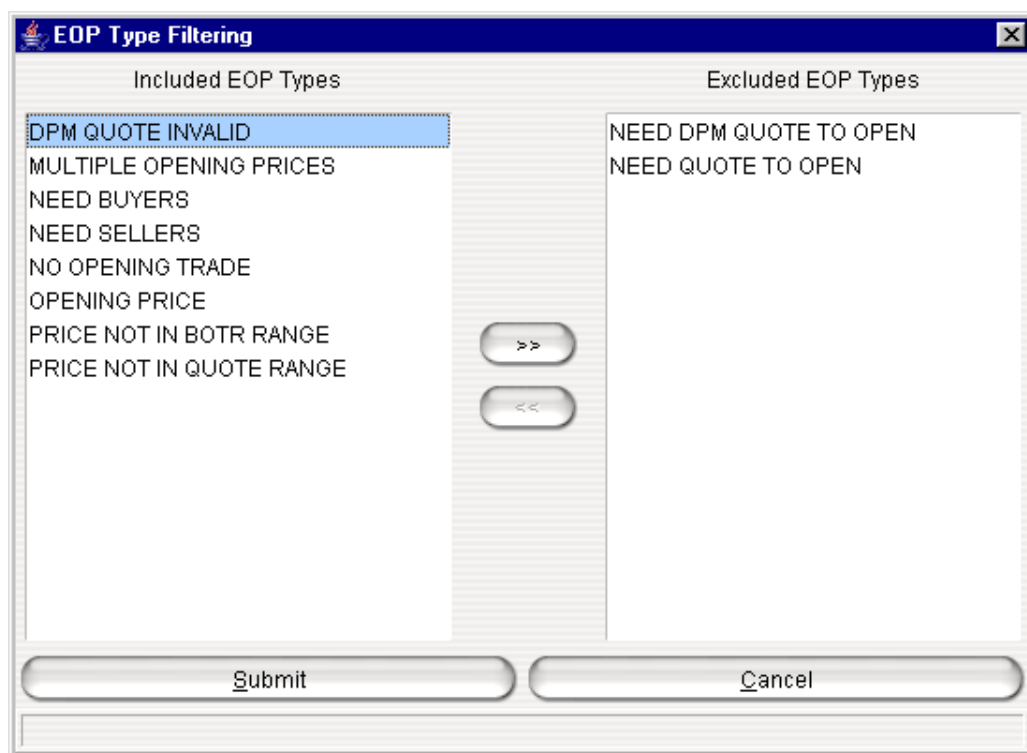 EOP Type Filtering
Included EOP Types
Excluded EOP Types
DPM QUOTE INVALID
MULTIPLE OPENING PRICES
NEED BUYERS
NEED SELLERS
NO OPENING TRADE
OPENING PRICE
PRICE NOT IN BOTR RANGE
PRICE NOT IN QUOTE RANGE
>>
<<
NEED DPM QUOTE TO OPEN
NEED QUOTE TO OPEN
Submit
Cancel